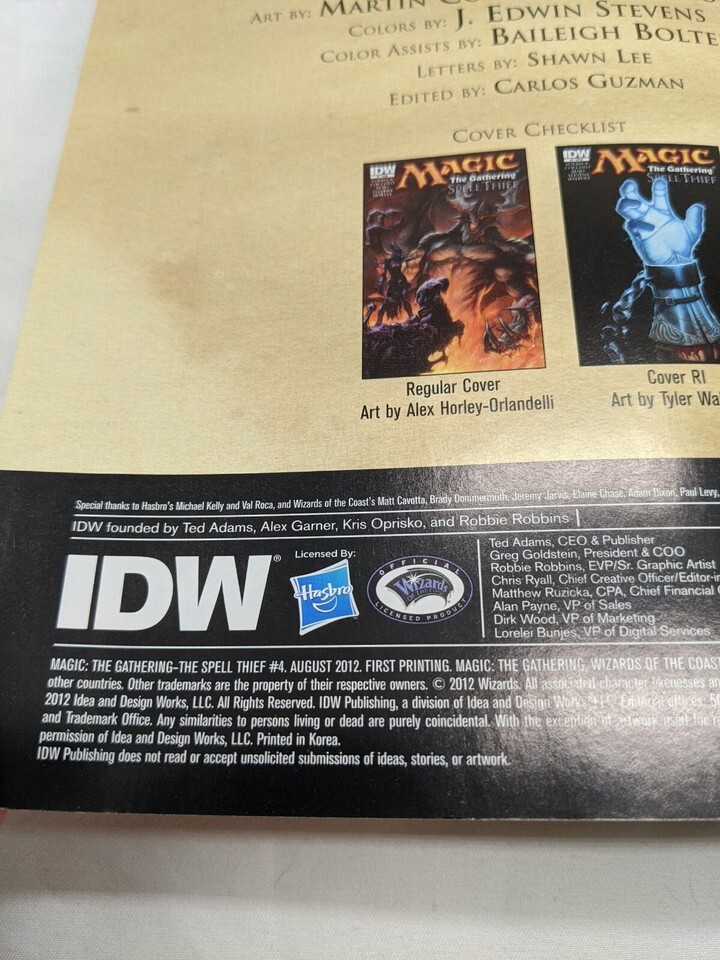 ART BY: MARTIN
COLORS BY: J. EDWIN STEVENS
COLOR ASSISTS BY: BAILEIGH BOLTE
LETTERS BY: SHAWN LEE
EDITED BY: CARLOS GUZMAN
COVER CHECKLIST
IDW
MAGIC
The Gathering
SPELL THIEF
IDW
MAGIC
The Gathering
SPELL THIEF
Regular Cover
Art by Alex Horley-Orlandelli
Cover RI
Art by Tyler
Special thanks to Hasbro's Michael Kelly and Val Roca, and Wizards of the Coast's Matt Cavotta, Brady Dommermuth, Jeremy Jarvis, Elaine Chase, Adam Dixon, Paul Levy,
IDW founded by Ted Adams, Alex Garner, Kris Oprisko, and Robbie Robbins
IDW®
Licensed By:
Hasbro
OFFICIAL
Wizards
OF THE COAST
LICENSED PRODUCT
Ted Adams, CEO & Publisher
Greg Goldstein, President & COO
Robbie Robbins, EVP/Sr. Graphic Artist
Chris Ryall, Chief Creative Officer/Editor-in
Matthew Ruzicka, CPA, Chief Financial
Alan Payne, VP of Sales
Dirk Wood, VP of Marketing
Lorelei Bunjes, VP of Digital Services
MAGIC: THE GATHERING–THE SPELL THIEF #4. AUGUST 2012. FIRST PRINTING. MAGIC: THE GATHERING, WIZARDS OF THE COAST
other countries. Other trademarks are the property of their respective owners. © 2012 Wizards. All associated character likenesses
2012 Idea and Design Works, LLC. All Rights Reserved. IDW Publishing, a division of Idea and Design Works, LLC. Editorial offices:
and Trademark Office. Any similarities to persons living or dead are purely coincidental. With the exception of artwork used for
permission of Idea and Design Works, LLC. Printed in Korea.
IDW Publishing does not read or accept unsolicited submissions of ideas, stories, or artwork.